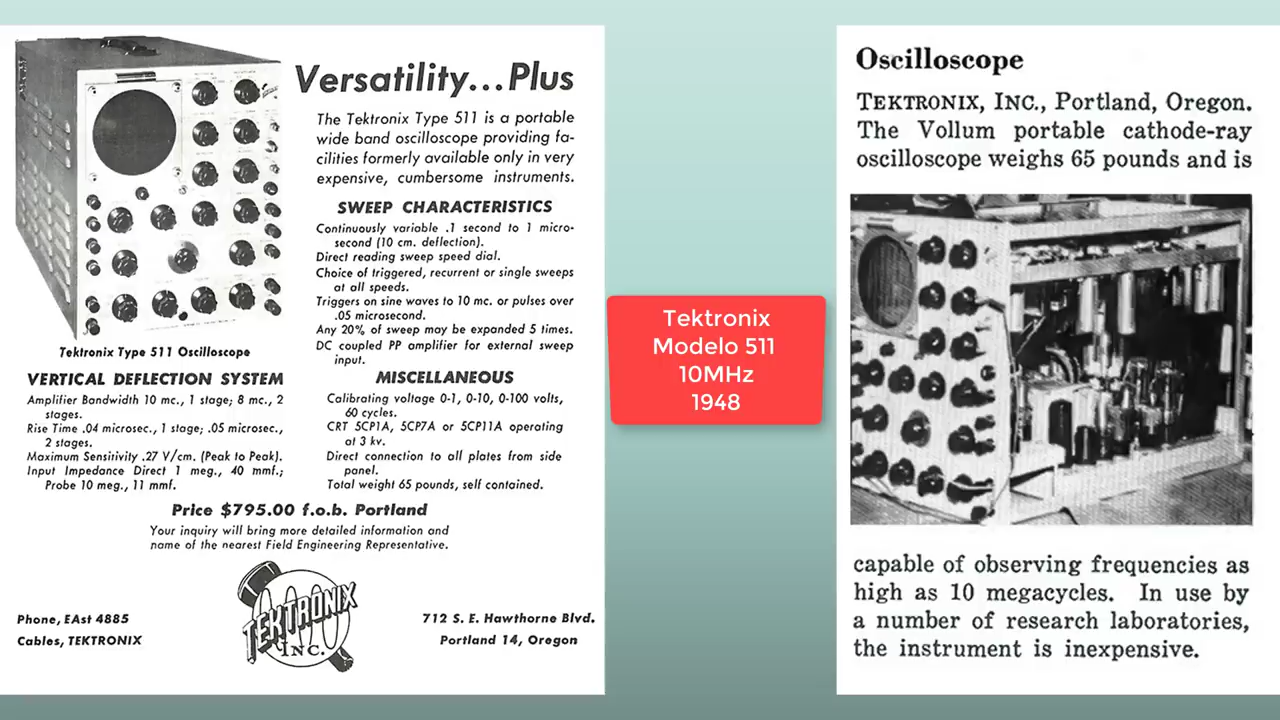 Versatility...Plus
The Tektronix Type 511 is a portable
wide band oscilloscope providing fa-
cilities formerly available only in very
expensive, cumbersome instruments.
SWEEP CHARACTERISTICS
Continuously variable .1 second to 1 micro-
second (10 cm. deflection).
Direct reading sweep speed dial.
Choice of triggered, recurrent or single sweeps
at all speeds.
Triggers on sine waves to 10 mc. or pulses over
.05 microsecond.
Any 20% of sweep may be expanded 5 times.
DC coupled PP amplifier for external sweep
input.
Tektronix Type 511 Oscilloscope
VERTICAL DEFLECTION SYSTEM
Amplifier Bandwidth 10 mc., 1 stage; 8 mc., 2
stages.
Rise Time .04 microsec., 1 stage; .05 microsec.,
2 stages.
Maximum Sensitivity .27 V/cm. (Peak to Peak).
Input Impedance Direct 1 meg., 40 mmf.;
Probe 10 meg., 11 mmf.
MISCELLANEOUS
Calibrating voltage 0-1, 0-10, 0-100 volts,
60 cycles.
CRT 5CP1A, 5CP7A or 5CP11A operating
at 3 kv.
Direct connection to all plates from side
panel.
Total weight 65 pounds, self contained.
Price $795.00 f.o.b. Portland
Your inquiry will bring more detailed information and
name of the nearest Field Engineering Representative.
Phone, EAst 4885
Cables, TEKTRONIX
TEKTRONIX
INC.
712 S. E. Hawthorne Blvd.
Portland 14, Oregon
Tektronix
Modelo 511
10MHz
1948
Oscilloscope
TEKTRONIX, INC., Portland, Oregon.
The Vollum portable cathode-ray
oscilloscope weighs 65 pounds and is
capable of observing frequencies as
high as 10 megacycles. In use by
a number of research laboratories,
the instrument is inexpensive.